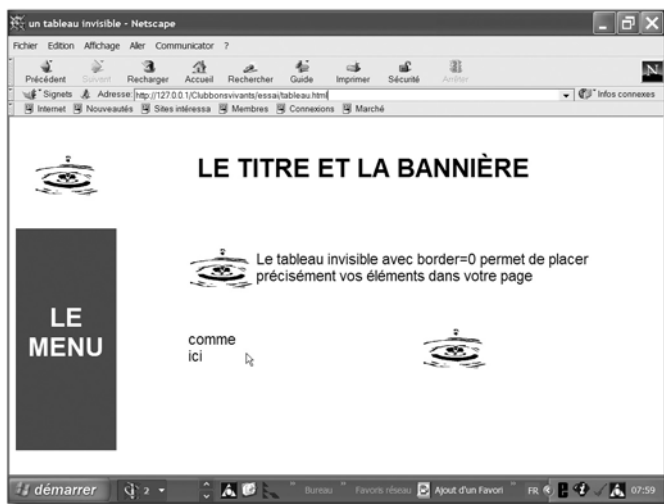 un tableau invisible - Netscape
Fichier Edition Affichage Aller Communicator ?
Précédent Suivant Recharger Accueil Rechercher Guide Imprimer Sécurité Arrêter
Signets Adresse: http://127.0.0.1/Clubbonsvivants/essai/tableau.html Infos connexes
Internet Nouveautés Sites intéressa Membres Connexions Marché
LE TITRE ET LA BANNIÈRE
Le tableau invisible avec border=0 permet de placer
précisément vos éléments dans votre page
LE
MENU
comme
ici
démarrer 2 Bureau Favoris réseau Ajout d'un Favori FR 07:59